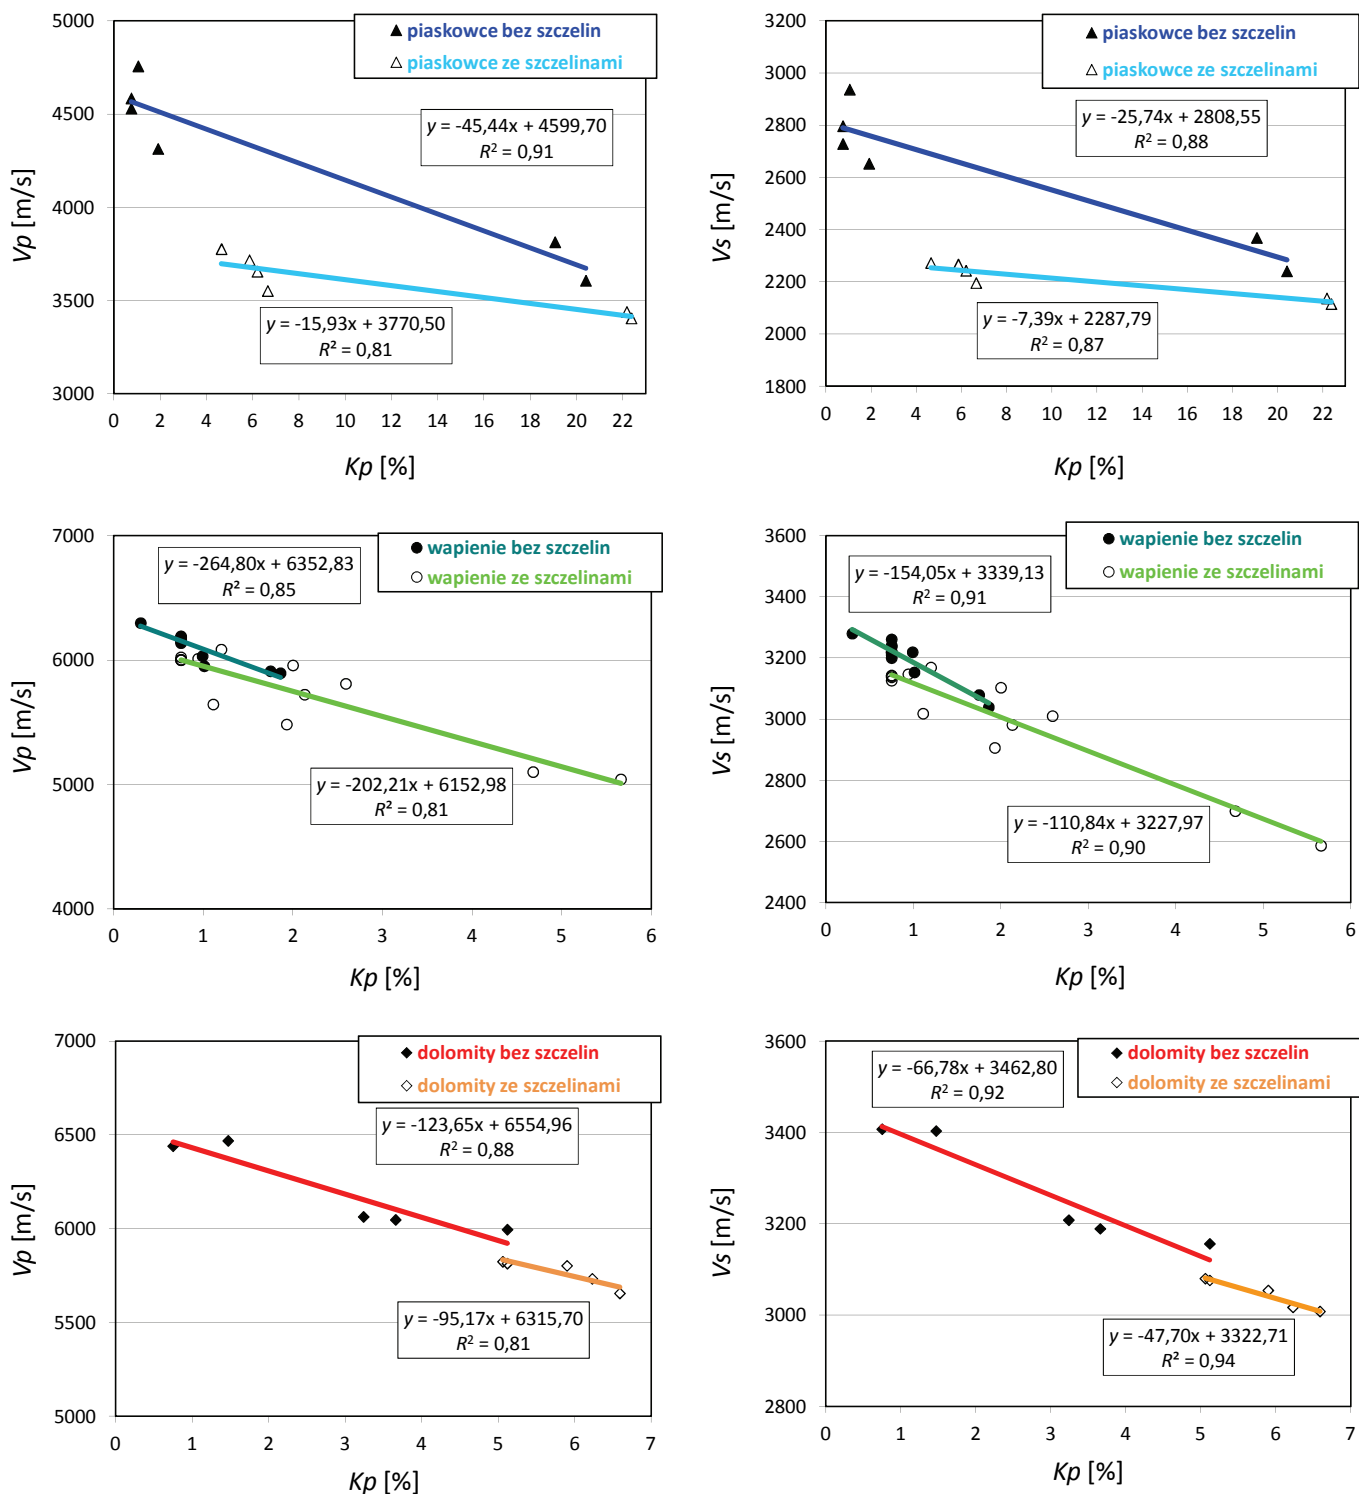 piaskowce bez szczelin
piaskowce ze szczelinami
y = -45,44x + 4599,70
R² = 0,91
y = -15,93x + 3770,50
R² = 0,81
5000
4500
4000
3500
3000
Vp [m/s]
0 2 4 6 8 10 12 14 16 18 20 22
Kp [%]
piaskowce bez szczelin
piaskowce ze szczelinami
y = -25,74x + 2808,55
R² = 0,88
y = -7,39x + 2287,79
R² = 0,87
3200
3000
2800
2600
2400
2200
2000
1800
Vs [m/s]
0 2 4 6 8 10 12 14 16 18 20 22
Kp [%]
wapienie bez szczelin
wapienie ze szczelinami
y = -264,80x + 6352,83
R² = 0,85
y = -202,21x + 6152,98
R² = 0,81
7000
6000
5000
4000
Vp [m/s]
0 1 2 3 4 5 6
Kp [%]
wapienie bez szczelin
wapienie ze szczelinami
y = -154,05x + 3339,13
R² = 0,91
y = -110,84x + 3227,97
R² = 0,90
3600
3400
3200
3000
2800
2600
2400
Vs [m/s]
0 1 2 3 4 5 6
Kp [%]
dolomity bez szczelin
dolomity ze szczelinami
y = -123,65x + 6554,96
R² = 0,88
y = -95,17x + 6315,70
R² = 0,81
7000
6500
6000
5500
5000
Vp [m/s]
0 1 2 3 4 5 6 7
Kp [%]
dolomity bez szczelin
dolomity ze szczelinami
y = -66,78x + 3462,80
R² = 0,92
y = -47,70x + 3322,71
R² = 0,94
3600
3400
3200
3000
2800
Vs [m/s]
0 1 2 3 4 5 6 7
Kp [%]